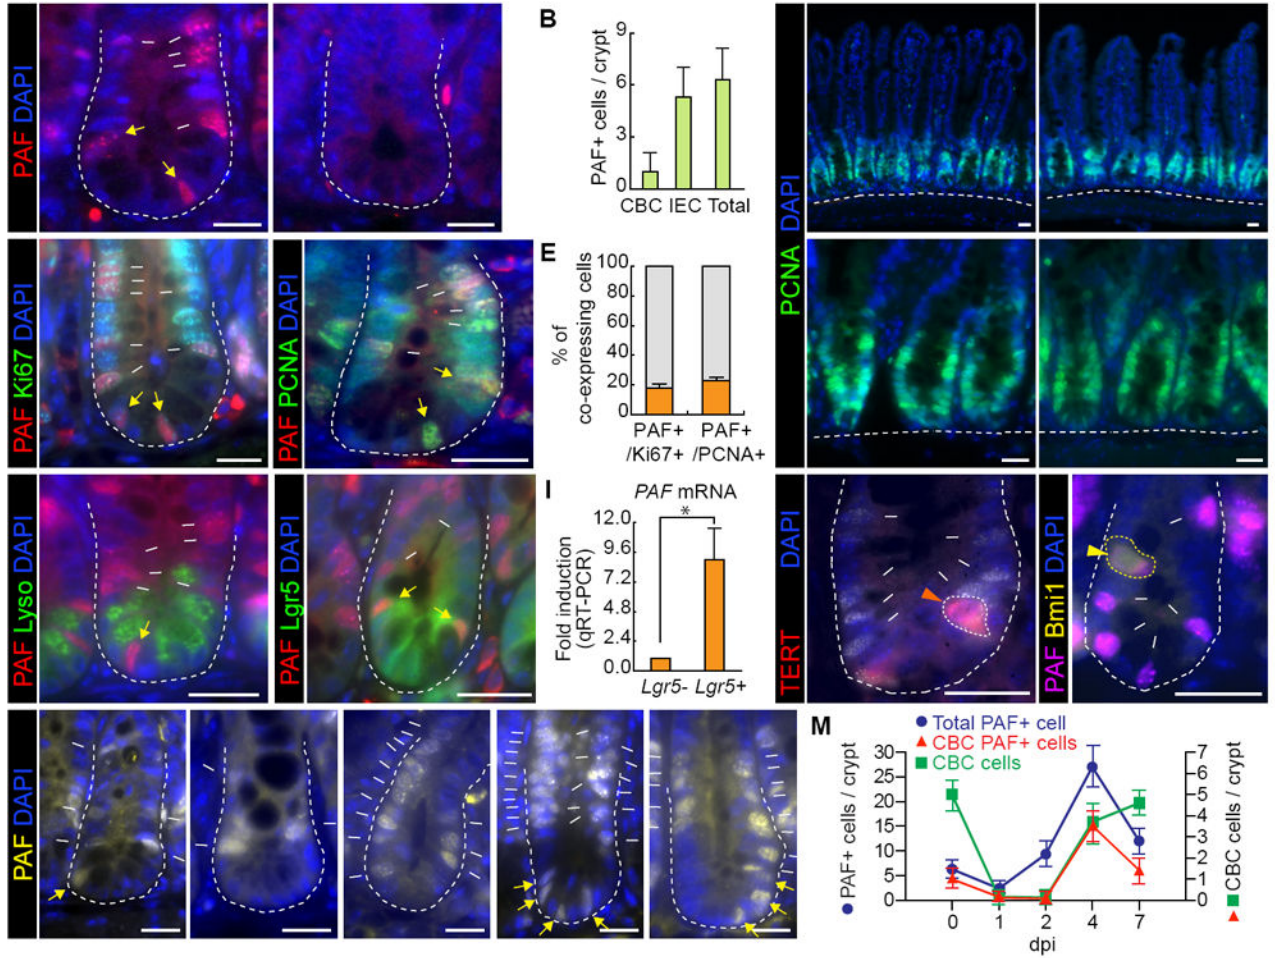 PAF DAPI
B
PAF+ cells / crypt
9
6
3
0
CBC IEC Total
PCNA DAPI
PAF Ki67
PAF PCNA DAPI
E
% of
co-expressing cells
100
80
60
40
20
0
PAF+ PAF+
/Ki67+ /PCNA+
PAF Lyso
PAF Lgr5 DAPI
I
PAF mRNA
*
Fold induction
(qRT-PCR)
12.0
9.6
7.2
4.8
2.4
0.0
Lgr5- Lgr5+
TERT DAPI
PAF Bmi1 DAPI
PAF DAPI
M
Total PAF+ cell
CBC PAF+ cells
CBC cells
PAF+ cells / crypt
30
25
20
15
10
5
0
7
6
5
4
3
2
1
0
CBC cells / crypt
0 1 2 4 7
dpi